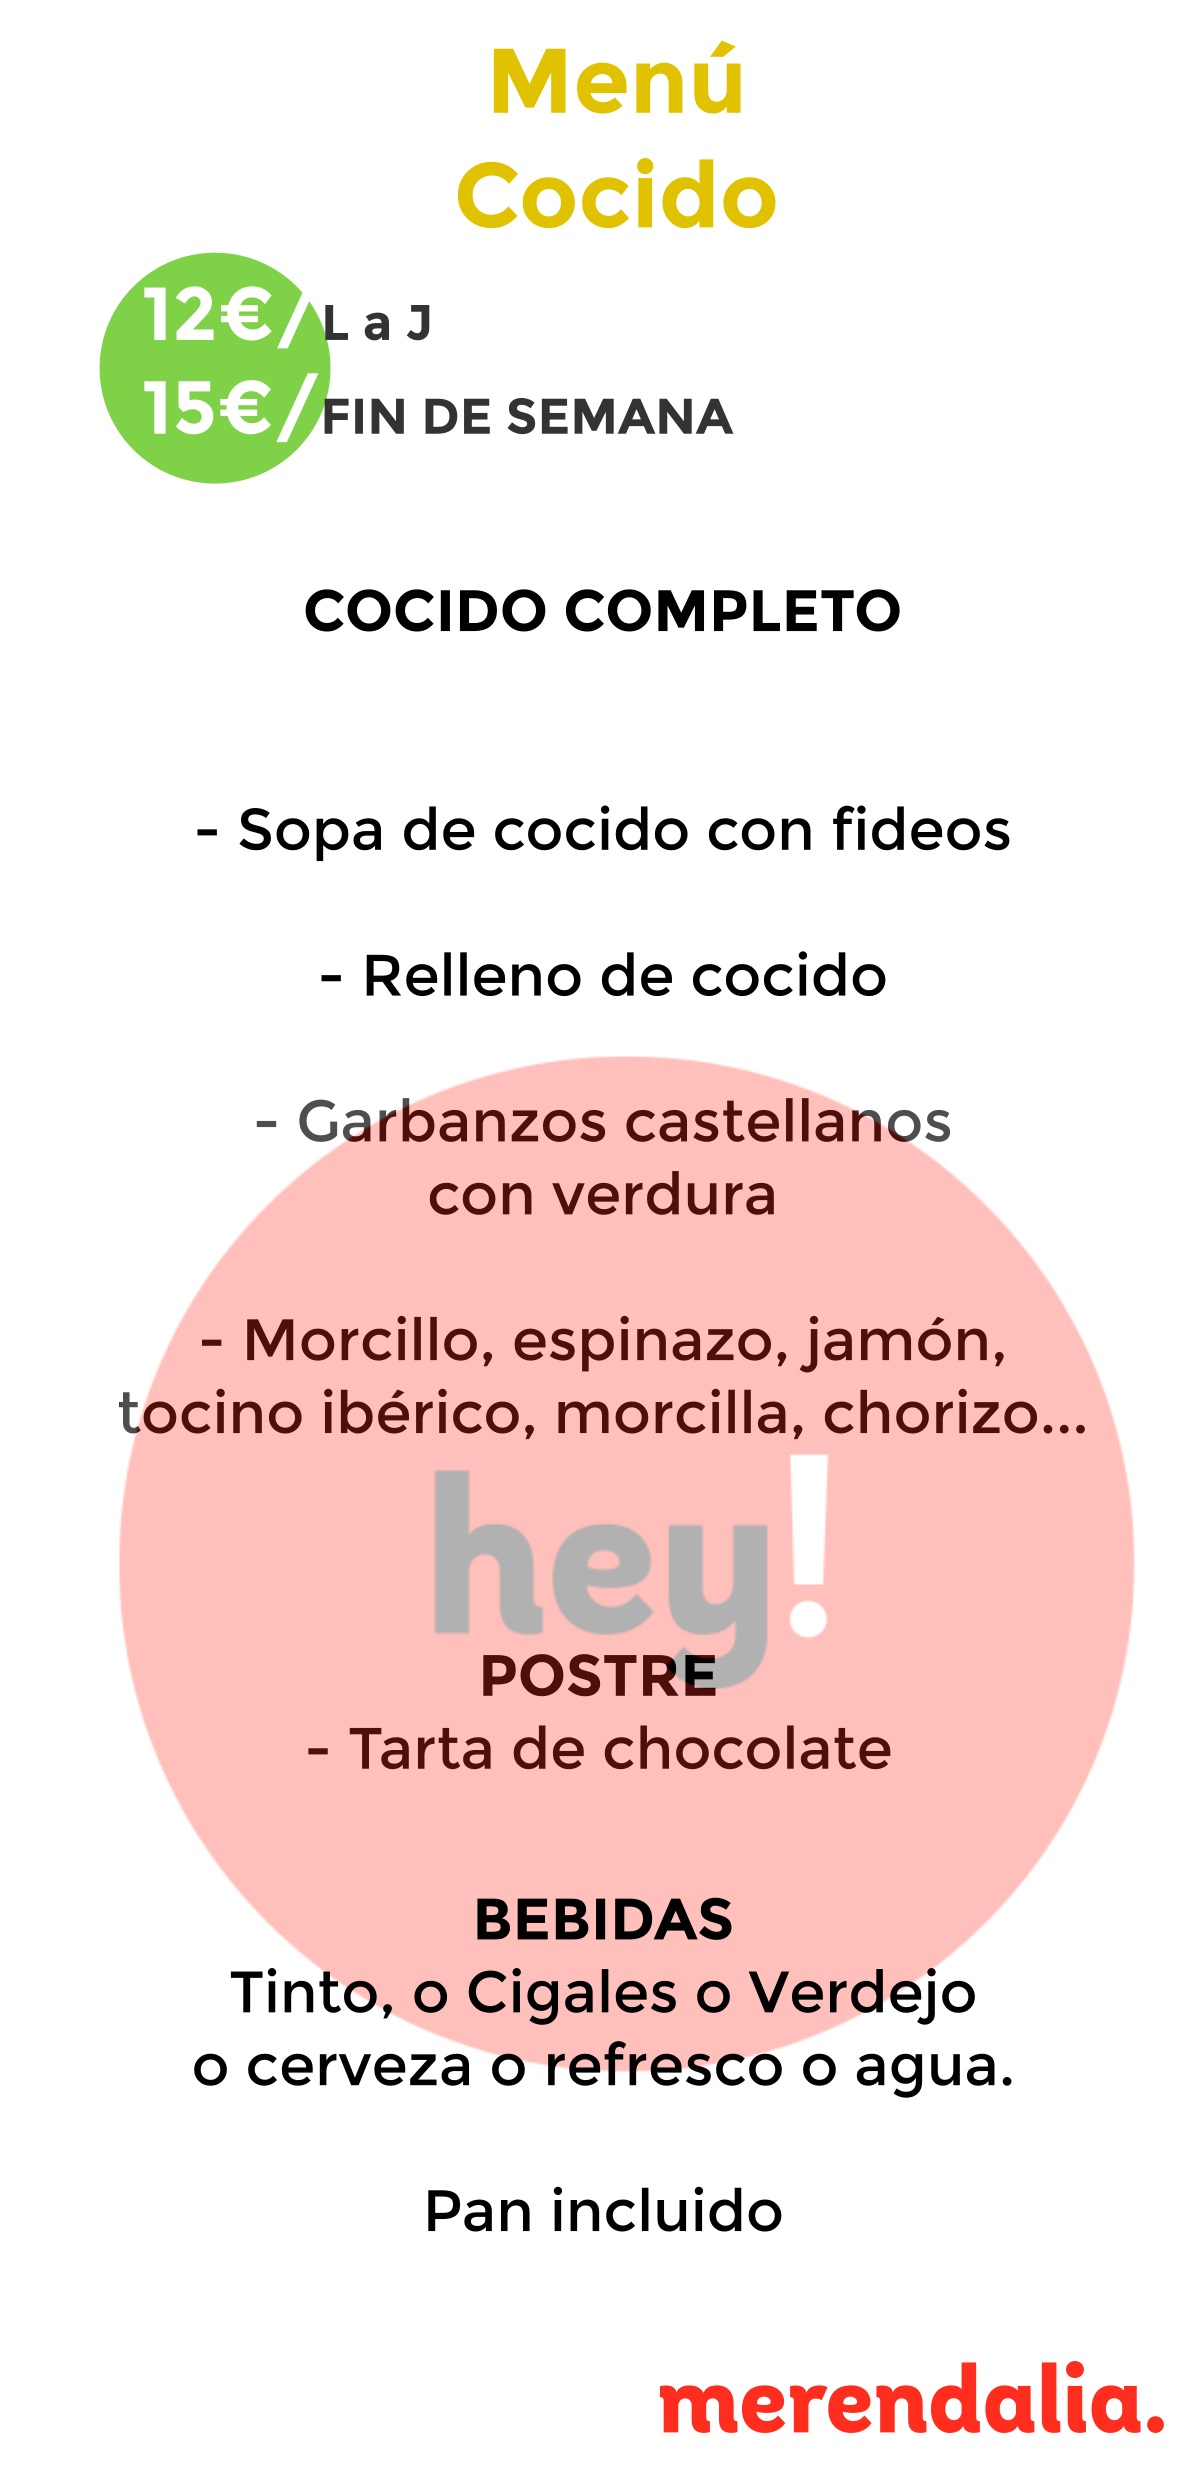 Menú
Cocido
12€/L a J
15€/FIN DE SEMANA
COCIDO COMPLETO
- Sopa de cocido con fideos
- Relleno de cocido
- Garbanzos castellanos
con verdura
- Morcillo, espinazo, jamón,
tocino ibérico, morcilla, chorizo...
hey!
POSTRE
- Tarta de chocolate
BEBIDAS
Tinto, o Cigales o Verdejo
o cerveza o refresco o agua.
Pan incluido
merendalia.